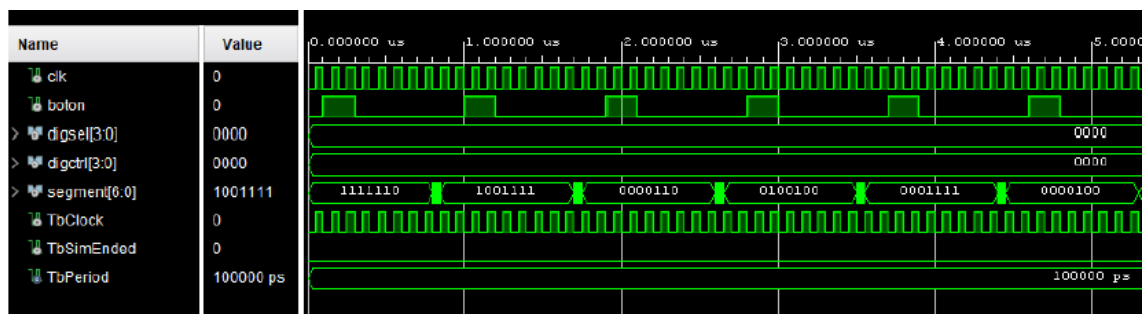 Name Value 0.000000 us 1.000000 us 2.000000 us 3.000000 us 4.000000 us 5.0000
clk 0
boton 0
digsel[3:0] 0000 0000
digctrl[3:0] 0000 0000
segment[6:0] 1001111 1111110 1001111 0000110 0100100 0001111 0000100
TbClock 0
TbSimEnded 0
TbPeriod 100000 ps 100000 ps